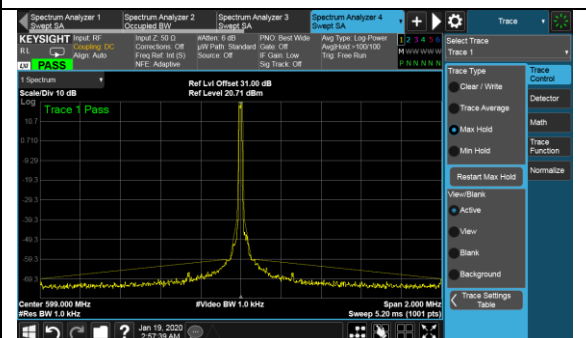 Spectrum Analyzer 1
Swept SA
Spectrum Analyzer 2
Occupied BW
Spectrum Analyzer 3
Swept SA
Spectrum Analyzer 4
Swept SA
Trace
KEYSIGHT
RL
PASS
Input: RF
Coupling: DC
Align: Auto
Input Z: 50 Ω
Corrections: Off
Freq Ref: Int (S)
NFE: Adaptive
#Atten: 6 dB
µW Path: Standard
Source: Off
PNO: Best Wide
Gate: Off
IF Gain: Low
Sig Track: Off
Avg Type: Log-Power
Avg|Hold:>100/100
Trig: Free Run
1 2 3 4 5 6
M W W W W W
P N N N N N
Select Trace
Trace 1
1 Spectrum
Scale/Div 10 dB
Log
Ref Lvl Offset 31.00 dB
Ref Level 20.71 dBm
Trace 1 Pass
10.7
0.710
-9.29
-19.3
-29.3
-39.3
-49.3
-59.3
-69.3
Center 599.000 MHz
#Res BW 1.0 kHz
#Video BW 1.0 kHz
Span 2.000 MHz
Sweep 5.20 ms (1001 pts)
Trace Type
Clear / Write
Trace Average
Max Hold
Min Hold
Restart Max Hold
View/Blank
Active
View
Blank
Background
Trace Settings
Table
Trace
Control
Detector
Math
Trace
Function
Normalize
Jan 19, 2020
2:57:39 AM